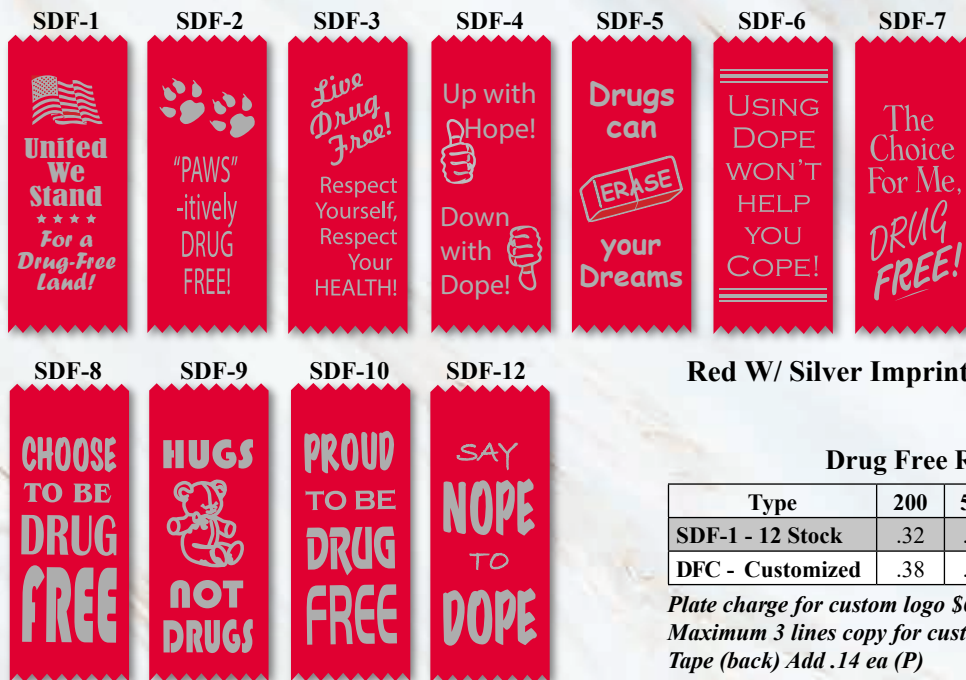 SDF-1 SDF-2 SDF-3 SDF-4 SDF-5 SDF-6 SDF-7
United
We
Stand
For a
Drug-Free
Land!
"PAWS"
-itively
DRUG
FREE!
Live
Drug
Free!
Respect
Yourself,
Respect
Your
HEALTH!
Up with
Hope!
Down
with
Dope!
Drugs
can
ERASE
your
Dreams
USING
DOPE
WON'T
HELP
YOU
COPE!
The
Choice
For Me,
DRUG
FREE!
SDF-8 SDF-9 SDF-10 SDF-12
CHOOSE
TO BE
DRUG
FREE
HUGS
NOT
DRUGS
PROUD
TO BE
DRUG
FREE
SAY
NOPE
TO
DOPE
Red W/ Silver Imprint
Drug Free
Type 200
SDF-1 - 12 Stock .32
DFC - Customized .38
Plate charge for custom logo
Maximum 3 lines copy for
Tape (back) Add .14 ea (P)